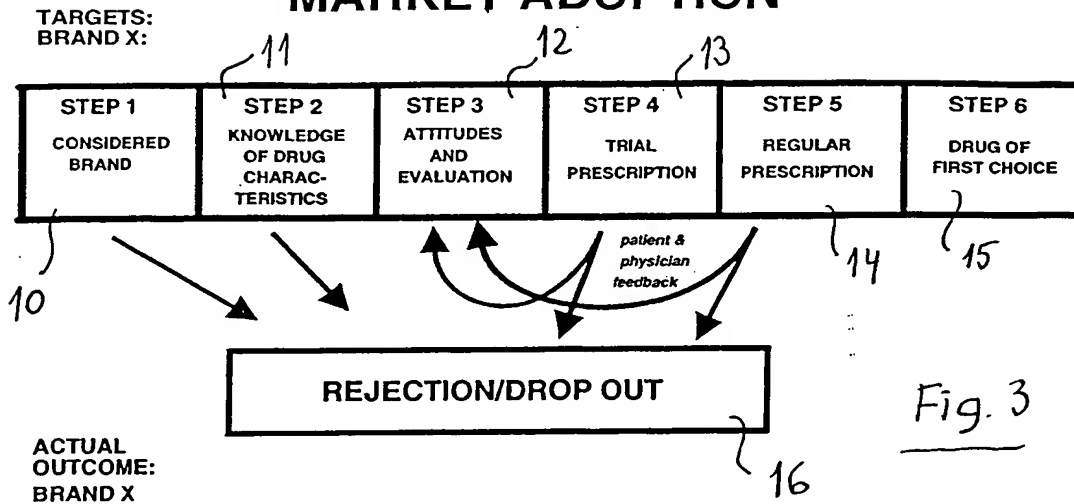 MARKET ADOPTION
TARGETS:
BRAND X:
11
12
13
STEP 1
CONSIDERED
BRAND
STEP 2
KNOWLEDGE
OF DRUG
CHARAC-
TERISTICS
STEP 3
ATTITUDES
AND
EVALUATION
STEP 4
TRIAL
PRESCRIPTION
STEP 5
REGULAR
PRESCRIPTION
STEP 6
DRUG OF
FIRST CHOICE
10
patient &
physician
feedback
14
15
REJECTION/DROP OUT
16
Fig. 3
ACTUAL
OUTCOME:
BRAND X